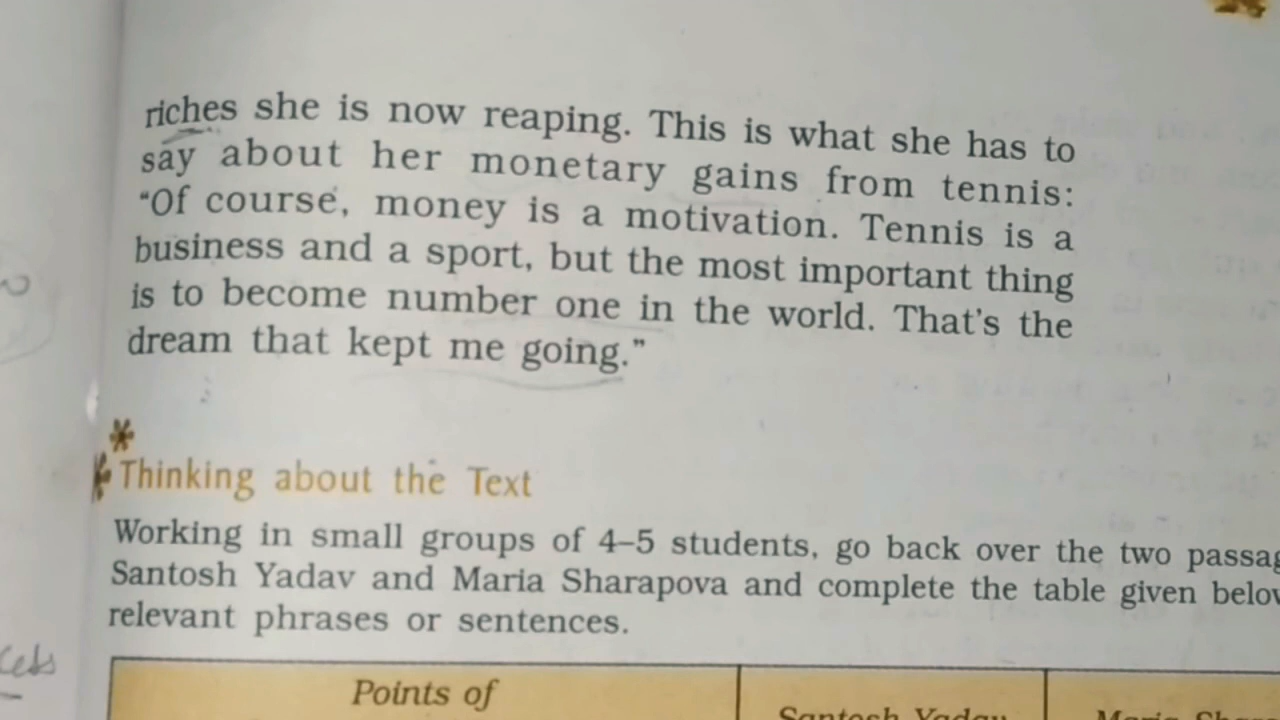 riches she is now reaping. This is what she has to
say about her monetary gains from tennis:
“Of course, money is a motivation. Tennis is a
business and a sport, but the most important thing
is to become number one in the world. That’s the
dream that kept me going.”
Thinking about the Text
Working in small groups of 4–5 students, go back over the two
Santosh Yadav and Maria Sharapova and complete the table given
relevant phrases or sentences.
Points of
Santosh Yadav
Maria